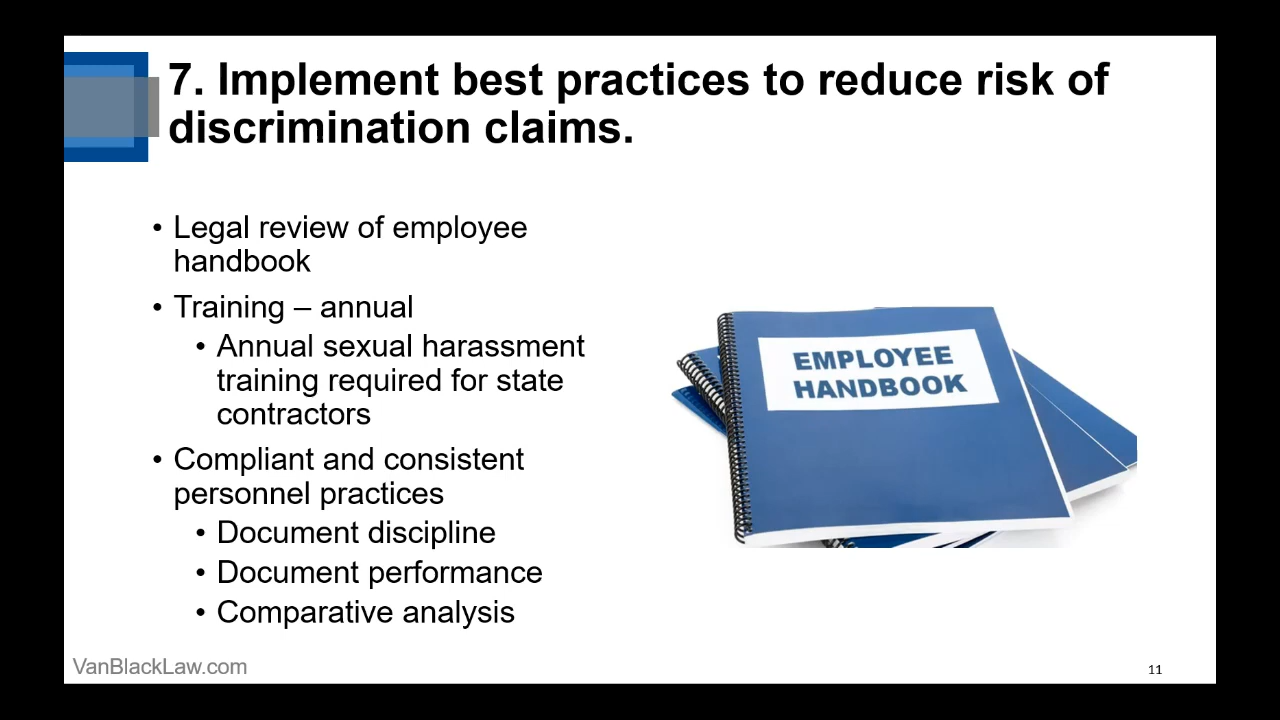 7. Implement best practices to reduce risk of
discrimination claims.
• Legal review of employee
handbook
• Training – annual
• Annual sexual harassment
training required for state
contractors
• Compliant and consistent
personnel practices
• Document discipline
• Document performance
• Comparative analysis
EMPLOYEE
HANDBOOK
VanBlackLaw.com
11